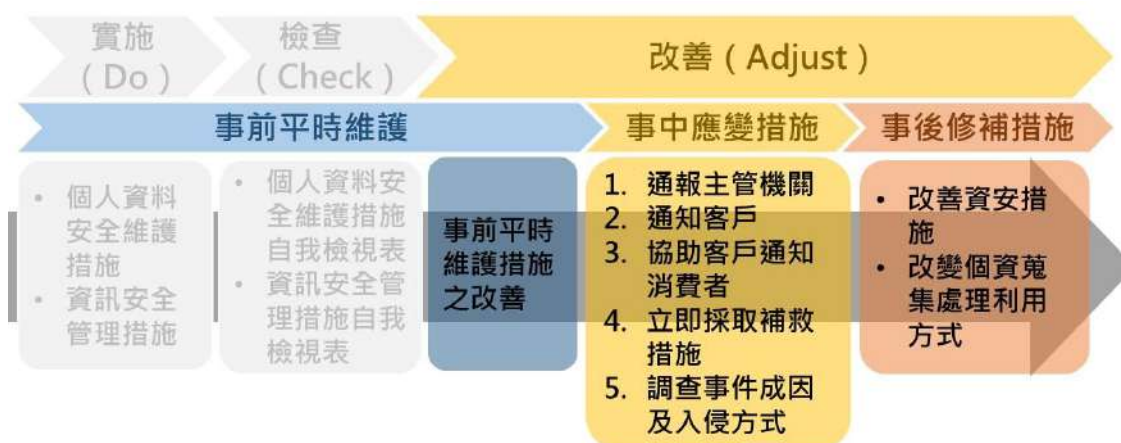 實施
（Do）
檢查
（Check）
改善（Adjust）
事前平時維護
事中應變措施
事後修補措施
• 個人資料
安全維護
措施
• 資訊安全
管理措施
• 個人資料安
全維護措施
自我檢視表
• 資訊安全管
理措施自我
檢視表
事前平時
維護措施
之改善
1. 通報主管機關
2. 通知客戶
3. 協助客戶通知
消費者
4. 立即採取補救
措施
5. 調查事件成因
及入侵方式
• 改善資安措
施
• 改變個資蒐
集處理利用
方式